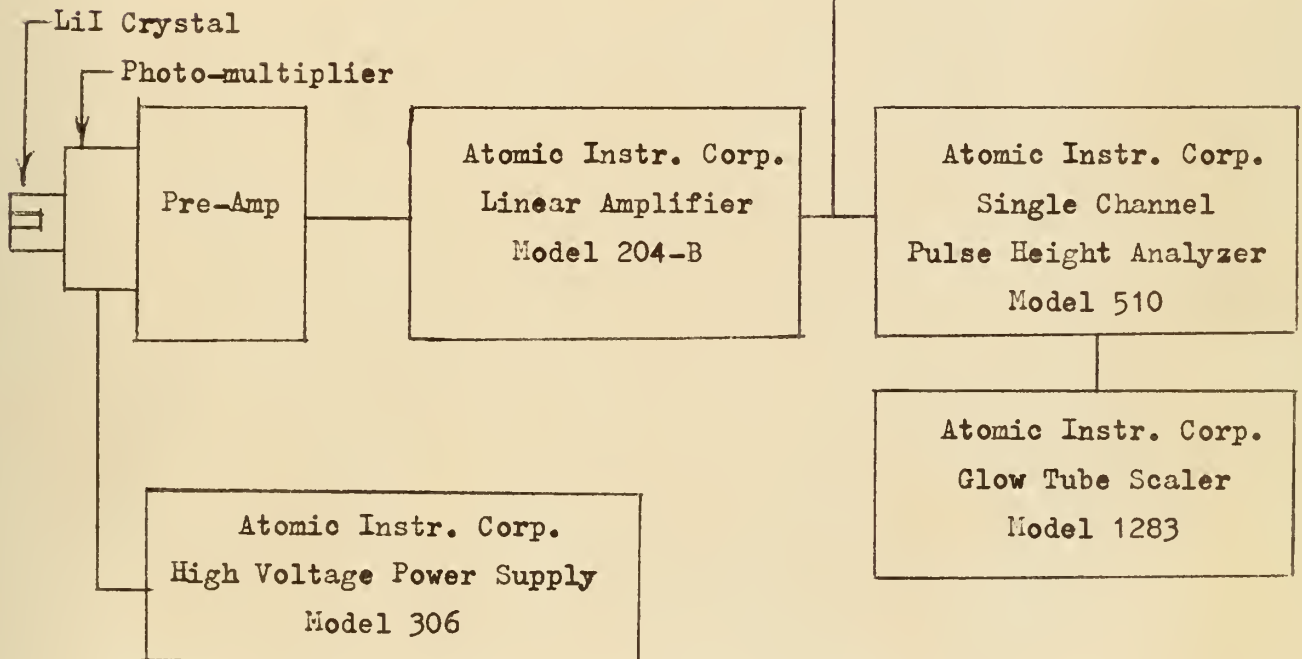 LiI Crystal
Photo-multiplier
Pre-Amp
Atomic Instr. Corp.
Linear Amplifier
Model 204-B
Atomic Instr. Corp.
Single Channel
Pulse Height Analyzer
Model 510
Atomic Instr. Corp.
Glow Tube Scaler
Model 1283
Atomic Instr. Corp.
High Voltage Power Supply
Model 306